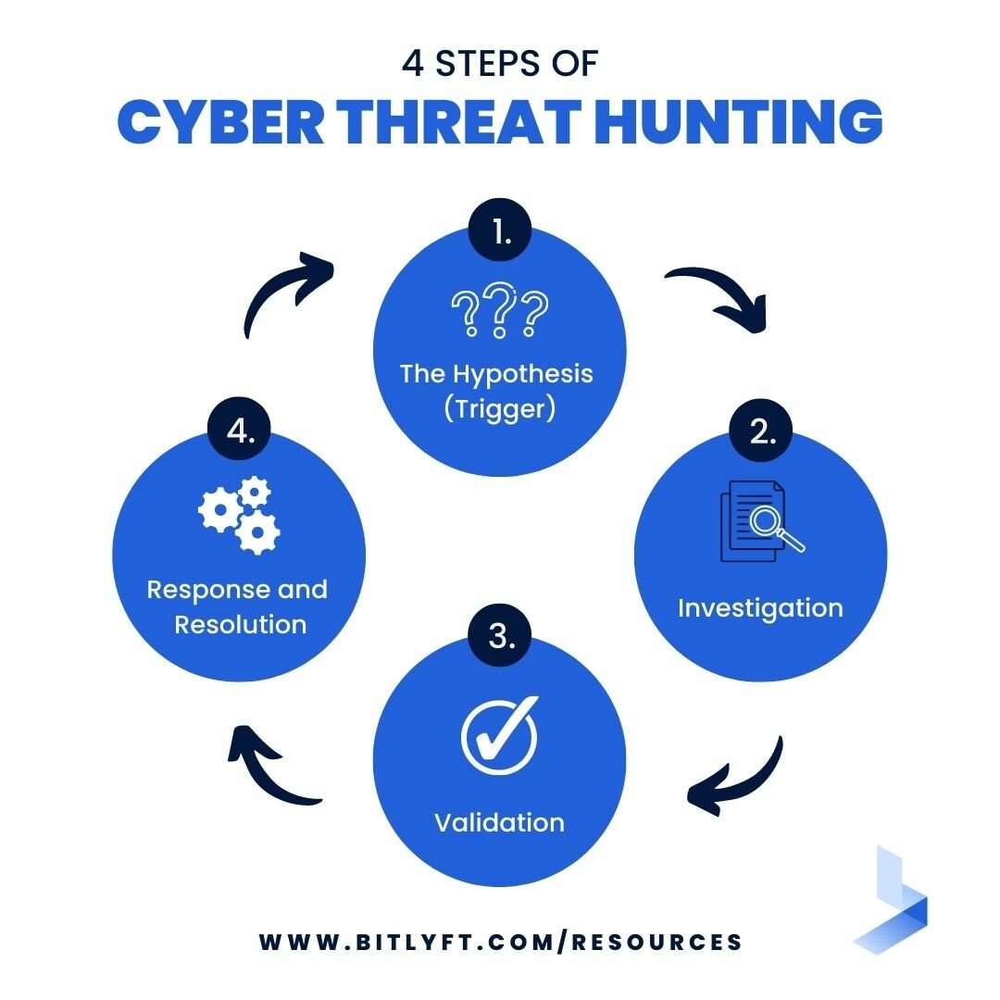 4 STEPS OF
CYBER THREAT HUNTING
1.
???
The Hypothesis
(Trigger)
2.
Investigation
3.
Validation
4.
Response and
Resolution
WWW.BITLYFT.COM/RESOURCES